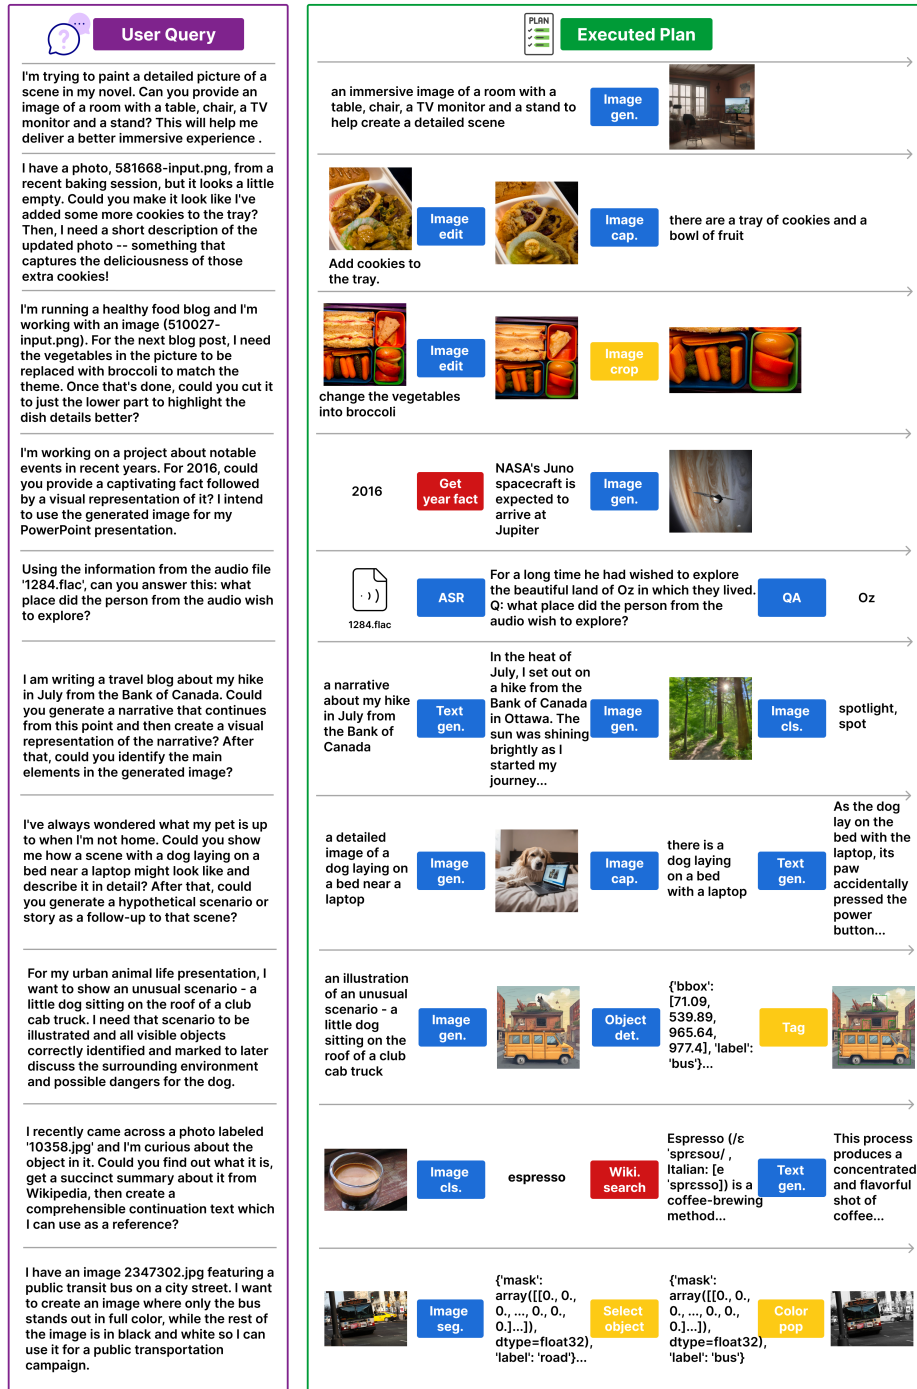 User Query
PLAN
Executed Plan
I'm trying to paint a detailed picture of a
scene in my novel. Can you provide an
image of a room with a table, chair, a TV
monitor and a stand? This will help me
deliver a better immersive experience .
an immersive image of a room with a
table, chair, a TV monitor and a stand to
help create a detailed scene
Image
gen.
I have a photo, 581668-input.png, from a
recent baking session, but it looks a little
empty. Could you make it look like I've
added some more cookies to the tray?
Then, I need a short description of the
updated photo -- something that
captures the deliciousness of those
extra cookies!
Add cookies to
the tray.
Image
edit
Image
cap.
there are a tray of cookies and a
bowl of fruit
I'm running a healthy food blog and I'm
working with an image (510027-
input.png). For the next blog post, I need
the vegetables in the picture to be
replaced with broccoli to match the
theme. Once that's done, could you cut it
to just the lower part to highlight the
dish details better?
change the vegetables
into broccoli
Image
edit
Image
crop
I'm working on a project about notable
events in recent years. For 2016, could
you provide a captivating fact followed
by a visual representation of it? I intend
to use the generated image for my
PowerPoint presentation.
2016
Get
year fact
NASA's Juno
spacecraft is
expected to
arrive at
Jupiter
Image
gen.
Using the information from the audio file
'1284.flac', can you answer this: what
place did the person from the audio wish
to explore?
1284.flac
ASR
For a long time he had wished to explore
the beautiful land of Oz in which they lived.
Q: what place did the person from the
audio wish to explore?
QA
Oz
I am writing a travel blog about my hike
in July from the Bank of Canada. Could
you generate a narrative that continues
from this point and then create a visual
representation of the narrative? After
that, could you identify the main
elements in the generated image?
a narrative
about my hike
in July from
the Bank of
Canada
Text
gen.
In the heat of
July, I set out on
a hike from the
Bank of Canada
in Ottawa. The
sun was shining
brightly as I
started my
journey...
Image
gen.
Image
cls.
spotlight,
spot
I've always wondered what my pet is up
to when I'm not home. Could you show
me how a scene with a dog laying on a
bed near a laptop might look like and
describe it in detail? After that, could
you generate a hypothetical scenario or
story as a follow-up to that scene?
a detailed
image of a
dog laying on
a bed near a
laptop
Image
gen.
Image
cap.
there is a
dog laying
on a bed
with a laptop
Text
gen.
As the dog
lay on the
bed with the
laptop, its
paw
accidentally
pressed the
power
button...
For my urban animal life presentation, I
want to show an unusual scenario - a
little dog sitting on the roof of a club
cab truck. I need that scenario to be
illustrated and all visible objects
correctly identified and marked to later
discuss the surrounding environment
and possible dangers for the dog.
an illustration
of an unusual
scenario - a
little dog
sitting on the
roof of a club
cab truck
Image
gen.
Object
det.
{'bbox':
[71.09,
539.89,
965.64,
977.4], 'label':
'bus'}...
Tag
I recently came across a photo labeled
'10358.jpg' and I'm curious about the
object in it. Could you find out what it is,
get a succinct summary about it from
Wikipedia, then create a
comprehensible continuation text which
I can use as a reference?
Image
cls.
espresso
Wiki.
search
Espresso (/ɛ
ˈsprɛsoʊ/ ,
Italian: [e
ˈsprɛsso]) is a
coffee-brewing
method...
Text
gen.
This process
produces a
concentrated
and flavorful
shot of
coffee...
I have an image 2347302.jpg featuring a
public transit bus on a city street. I want
to create an image where only the bus
stands out in full color, while the rest of
the image is in black and white so I can
use it for a public transportation
campaign.
Image
seg.
{'mask':
array([[0., 0.,
0., ..., 0., 0.,
0.]...]),
dtype=float32),
'label': 'road'}...
Select
object
{'mask':
array([[0., 0.,
0., ..., 0., 0.,
0.]...]),
dtype=float32),
'label': 'bus'}
Color
pop